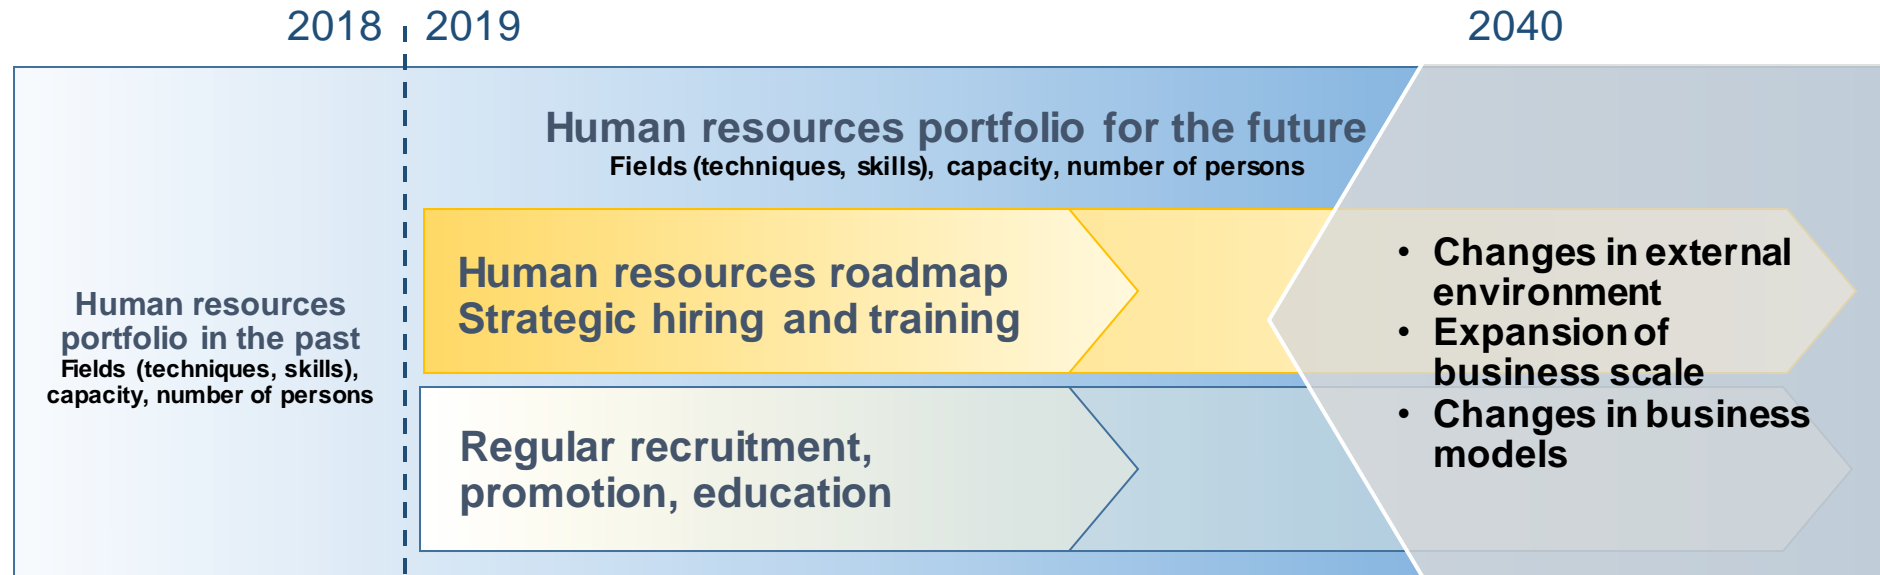 2018
2019
2040
Human resources
portfolio in the past
Fields (techniques, skills),
capacity, number of persons
Human resources portfolio for the future
Fields (techniques, skills), capacity, number of persons
Human resources roadmap
Strategic hiring and training
Regular recruitment,
promotion, education
• Changes in external
environment
• Expansion of
business scale
• Changes in business
models